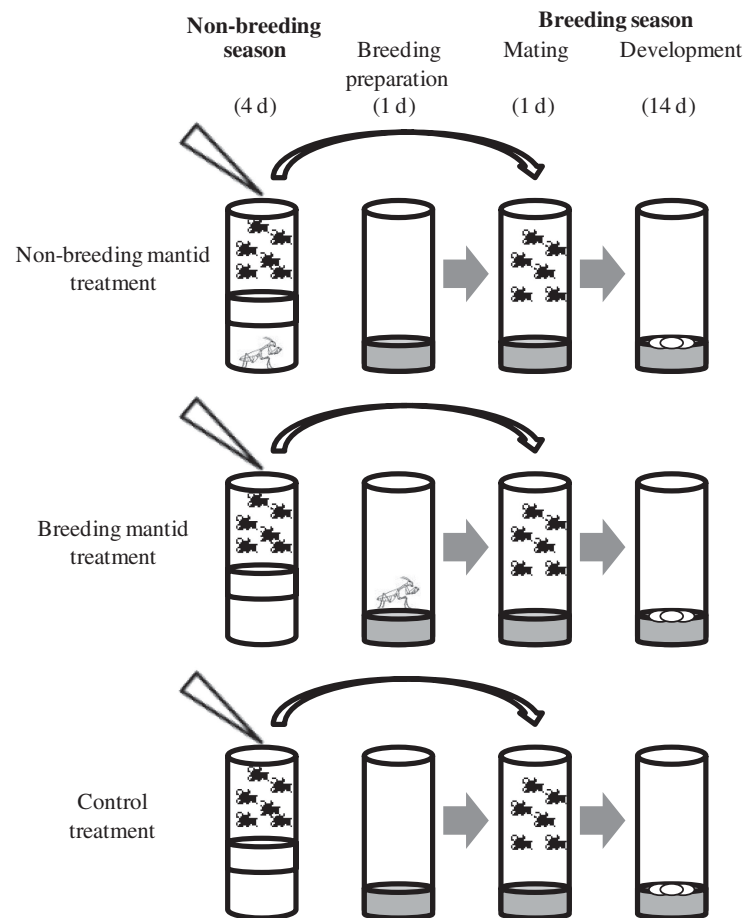 Non-breeding
season
(4 d)
Breeding season
Breeding
preparation
(1 d)
Mating
(1 d)
Development
(14 d)
Non-breeding mantid
treatment
Breeding mantid
treatment
Control
treatment